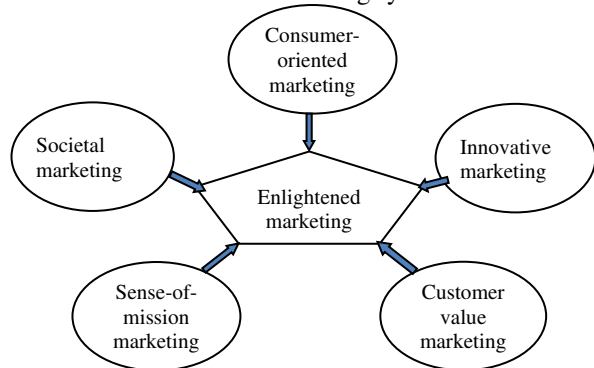 Consumer-
oriented
marketing
Societal
marketing
Innovative
marketing
Enlightened
marketing
Sense-of-
mission
marketing
Customer
value
marketing